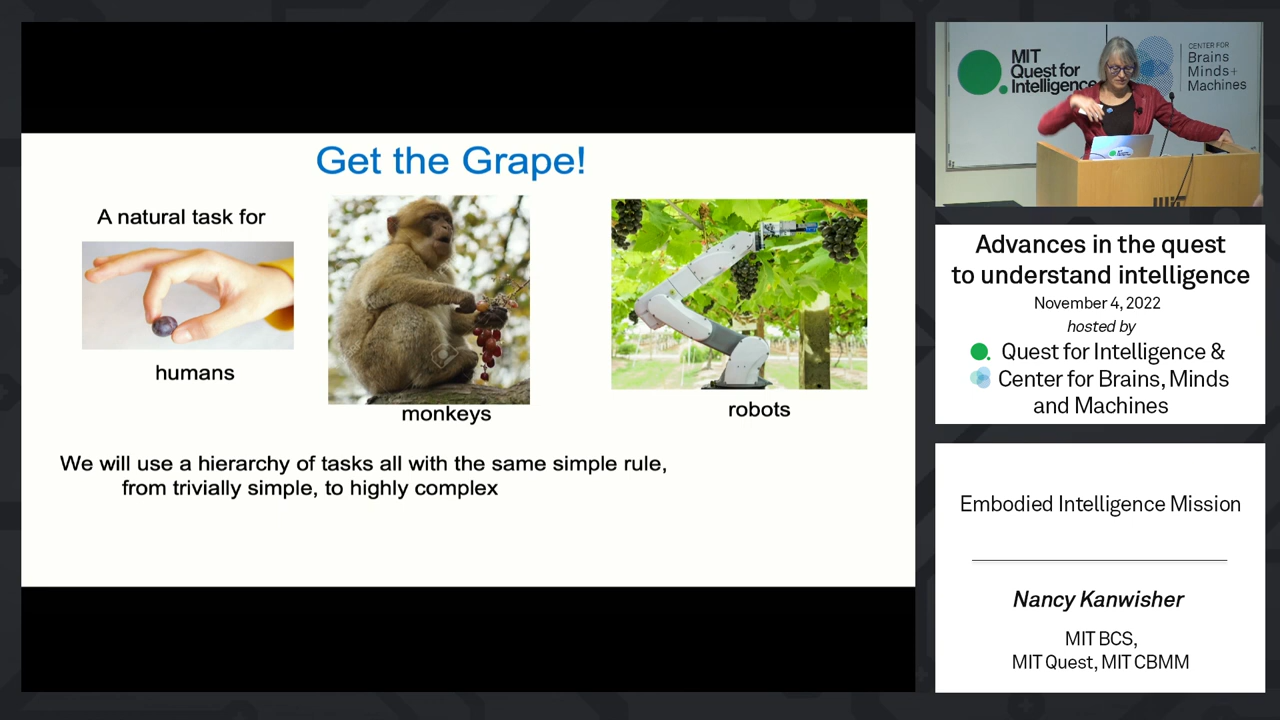 Get the Grape!
A natural task for
humans
monkeys
robots
We will use a hierarchy of tasks all with the same simple rule,
from trivially simple, to highly complex
MIT
Quest for
Intelligence
CENTER FOR
Brains
Minds+
Machines
MIT
Advances in the quest
to understand intelligence
November 4, 2022
hosted by
Quest for Intelligence &
Center for Brains, Minds
and Machines
Embodied Intelligence Mission
Nancy Kanwisher
MIT BCS,
MIT Quest, MIT CBMM